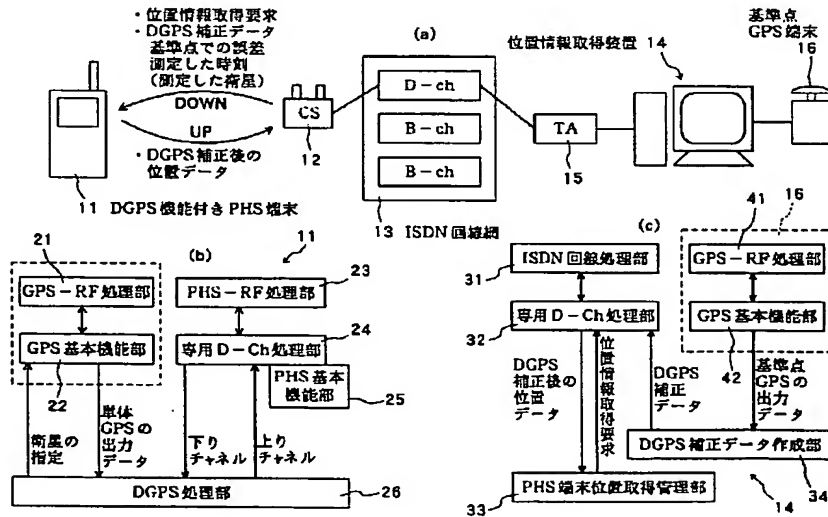 ・位置情報取得要求
・DGPS補正データ
基準点での誤差
測定した時刻
(測定した衛星)
DOWN
UP
・DGPS補正後の
位置データ
11 DGPS機能付きPHS端末
CS
12
(a)
D-ch
B-ch
B-ch
13 ISDN回線網
TA
15
位置情報取得装置
14
基準点
GPS端末
16
(b)
11
21
GPS-RF処理部
GPS基本機能部
22
PHS-RF処理部
23
専用D-Ch処理部
24
PHS基本
機能部
25
衛星の
指定
単体
GPSの
出力
データ
下り
チャネル
上り
チャネル
DGPS処理部
26
(c)
31
ISDN回線処理部
32
専用D-Ch処理部
41
16
GPS-RF処理部
GPS基本機能部
42
DGPS
補正後の
位置
データ
位置情報取得要求
DGPS
補正
データ
基準点
GPSの
出力
データ
DGPS補正データ作成部
34
33
PHS端末位置取得管理部
14